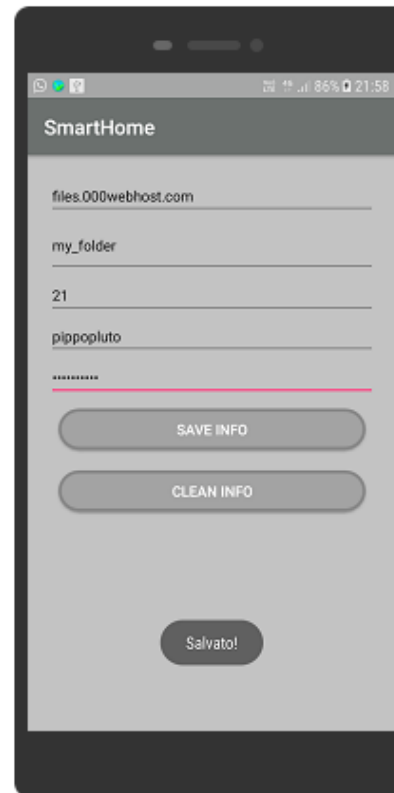 86% 21:58
SmartHome
files.000webhost.com
my_folder
21
pippopluto
••••••••••
SAVE INFO
CLEAN INFO
Salvato!